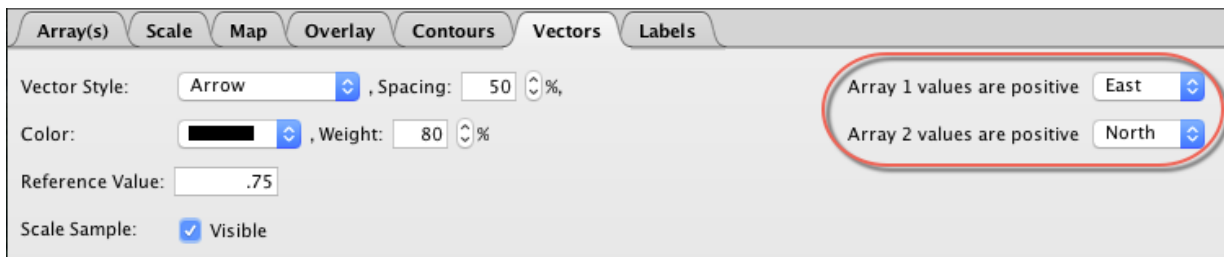 Array(s) Scale Map Overlay Contours Vectors Labels
Vector Style: Arrow , Spacing: 50 %, Array 1 values are positive East
Color: , Weight: 80 % Array 2 values are positive North
Reference Value: .75
Scale Sample: Visible